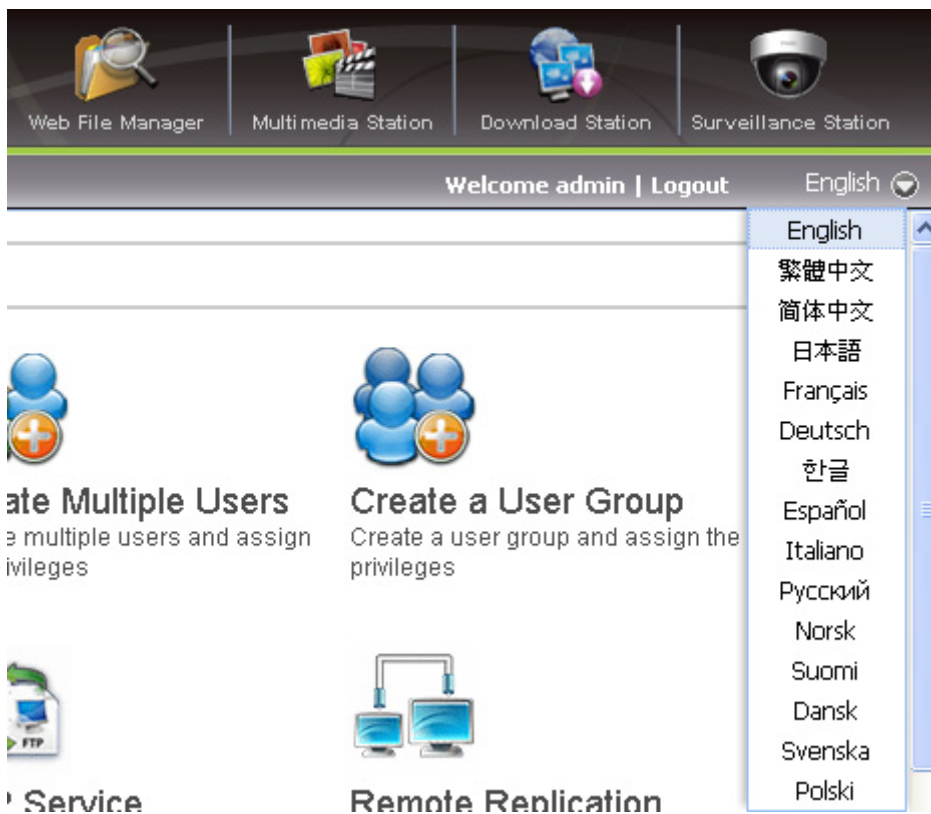 Web File Manager
Multimedia Station
Download Station
Surveillance Station
Welcome admin | Logout
English
English
繁體中文
简体中文
日本語
Français
Deutsch
한글
Español
Italiano
Русский
Norsk
Suomi
Dansk
Svenska
Polski
ate Multiple Users
e multiple users and assign
ivileges
Create a User Group
Create a user group and assign the
privileges
FTP
P Service
Remote Replication